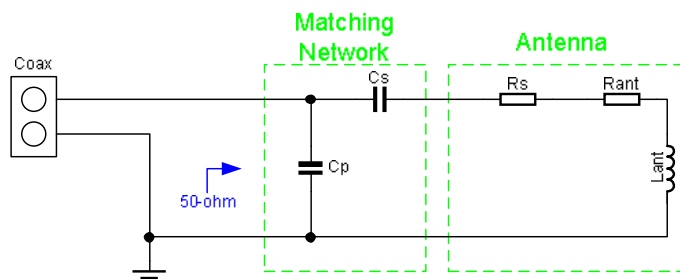 Matching
Network
Antenna
Coax
Cs
Rs
Rant
Cp
Lant
50-ohm